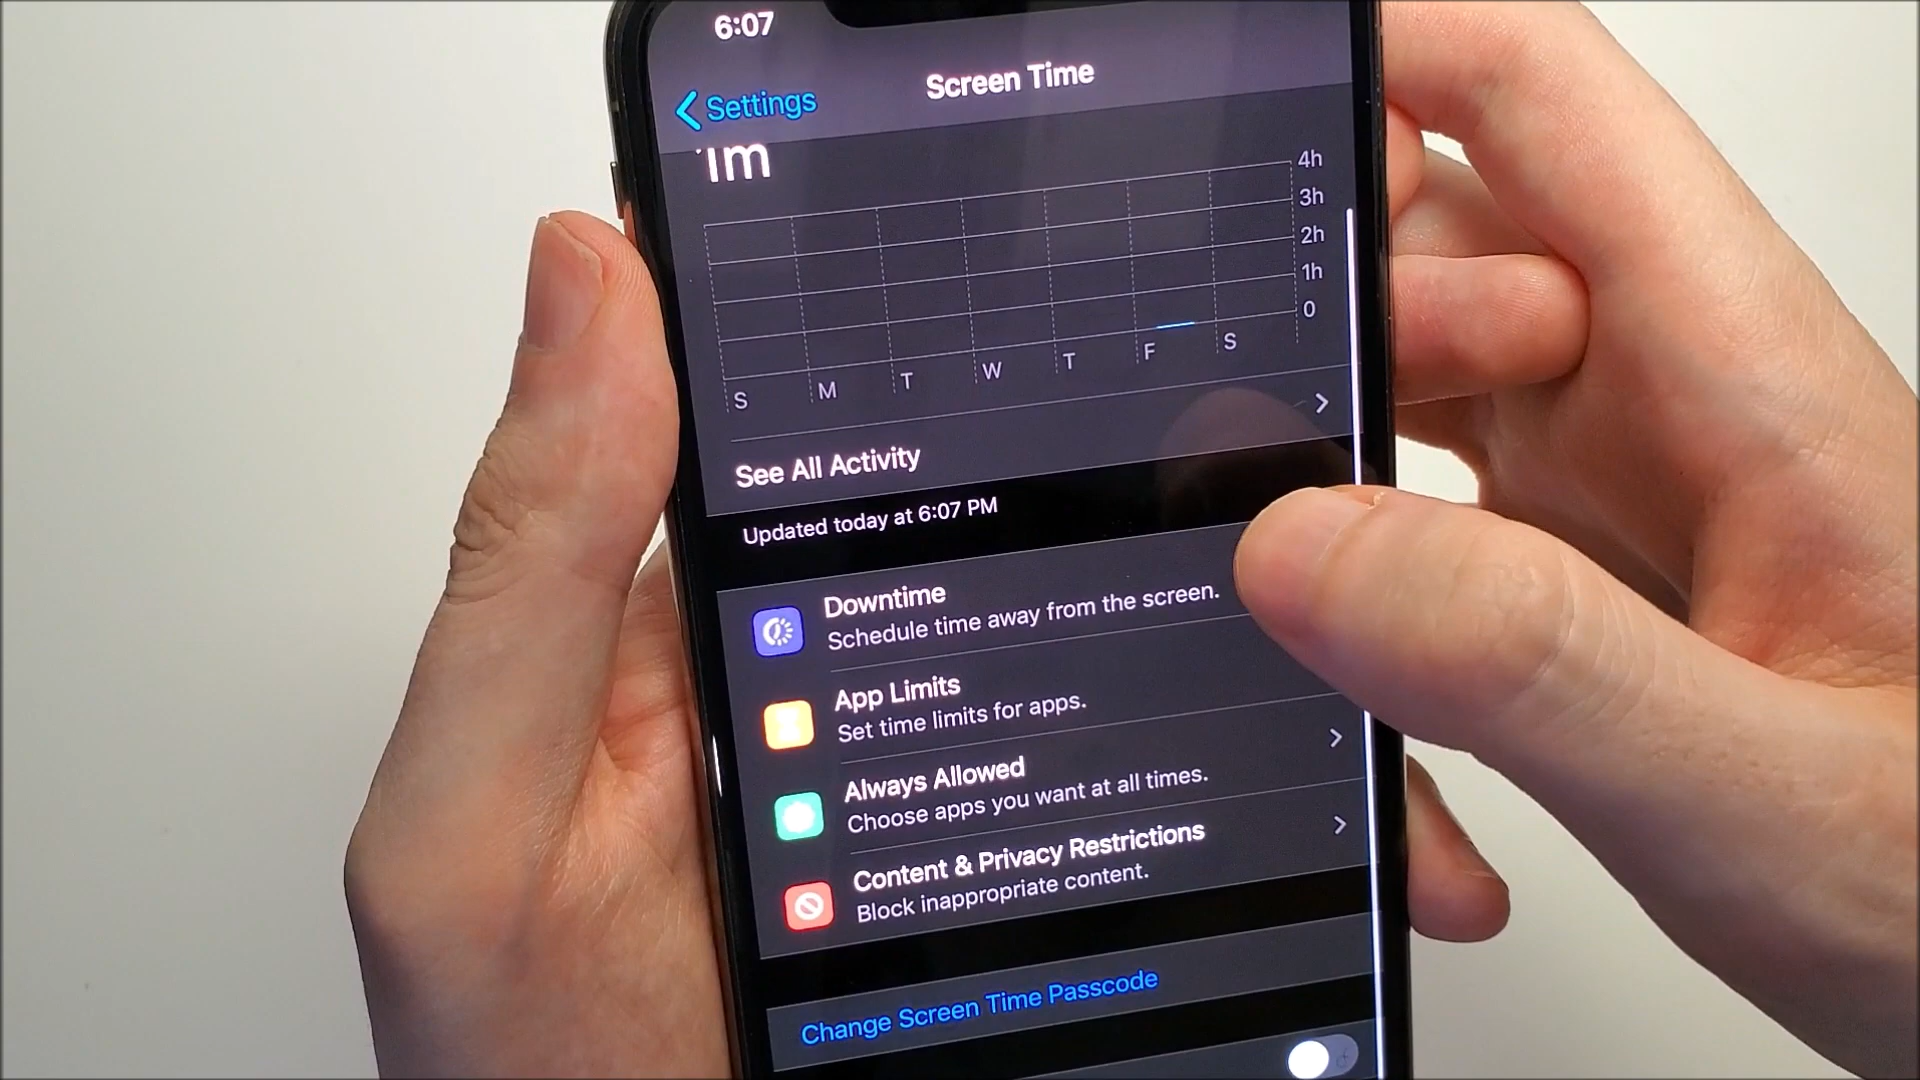 6:07
Settings
Screen Time
1m
4h
3h
2h
1h
0
S M T W T F S
See All Activity
Updated today at 6:07 PM
Downtime
Schedule time away from the screen.
App Limits
Set time limits for apps.
Always Allowed
Choose apps you want at all times.
Content & Privacy Restrictions
Block inappropriate content.
Change Screen Time Passcode